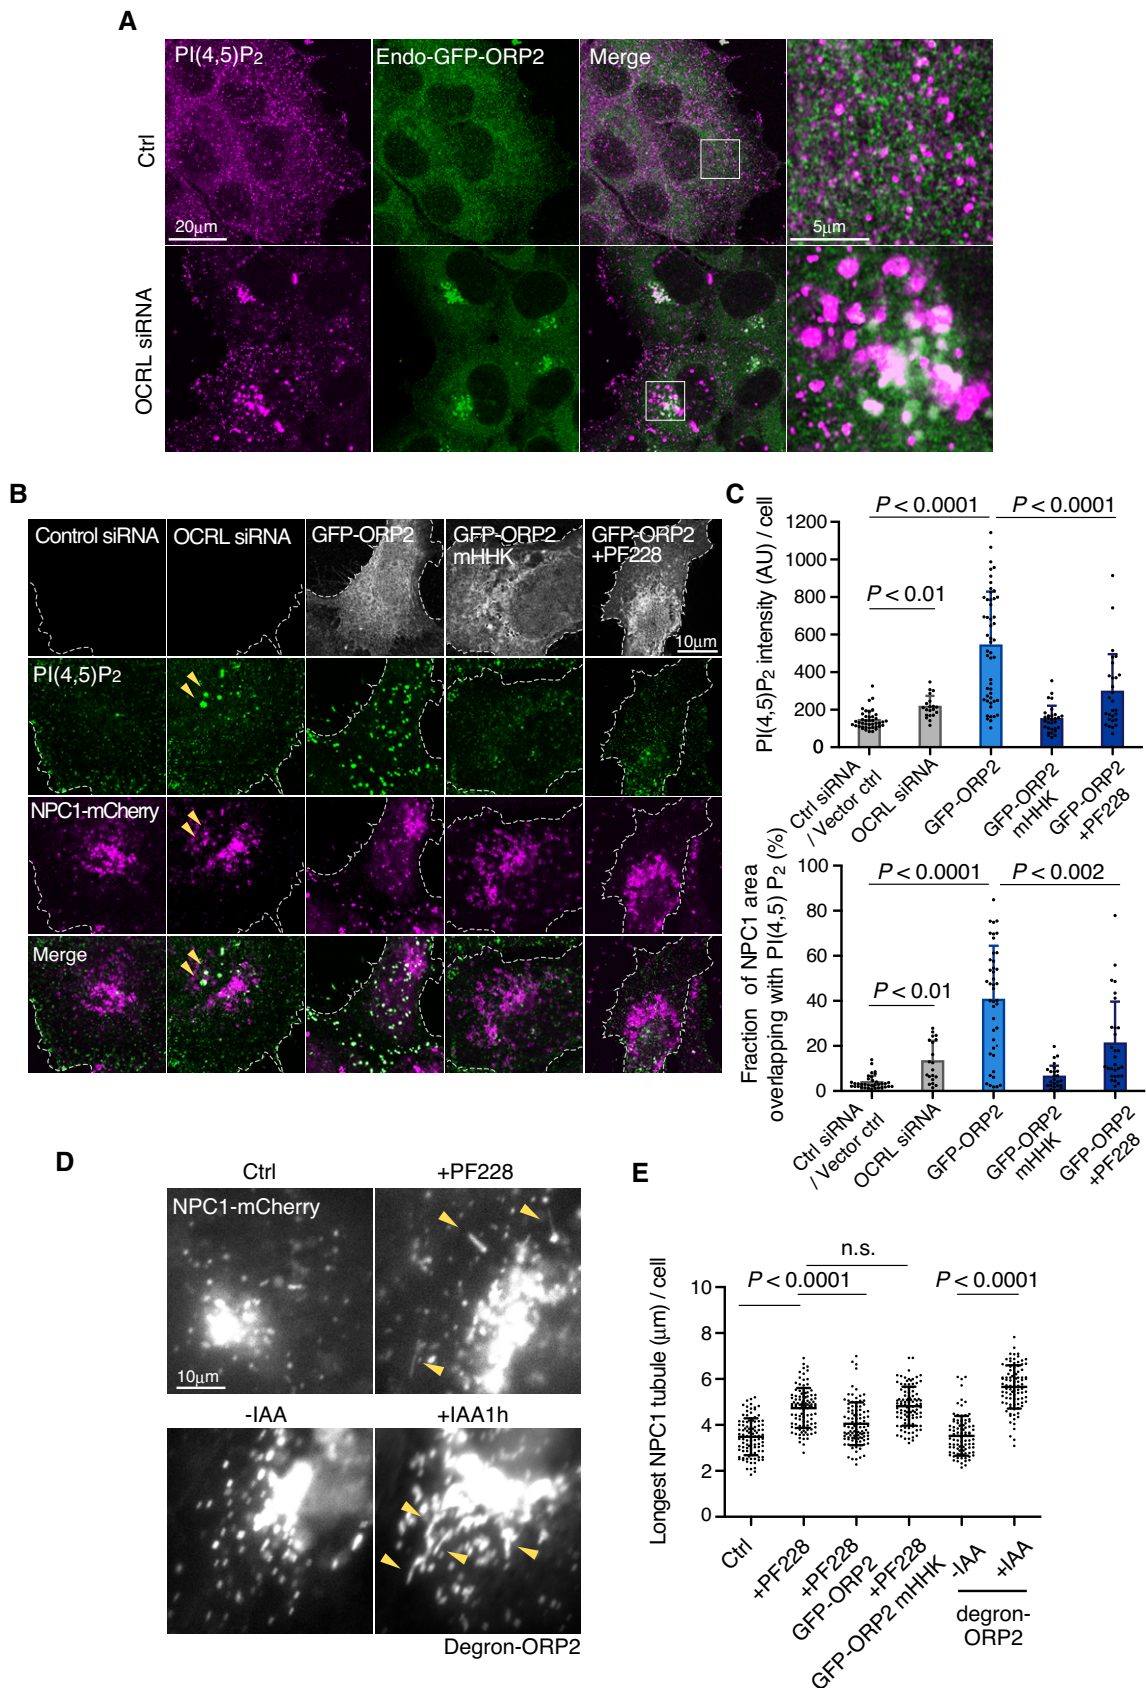 A
PI(4,5)P2
Endo-GFP-ORP2
Merge
Ctrl
20μm
5μm
OCRL siRNA
B
Control siRNA
OCRL siRNA
GFP-ORP2
GFP-ORP2
mHHK
GFP-ORP2
+PF228
10μm
PI(4,5)P2
NPC1-mCherry
Merge
C
P < 0.0001
P < 0.0001
P < 0.01
PI(4,5)P2 intensity (AU) / cell
1200
1000
800
600
400
200
0
Ctrl siRNA
/ Vector ctrl
OCRL siRNA
GFP-ORP2
GFP-ORP2
mHHK
GFP-ORP2
+PF228
P < 0.0001
P < 0.002
P < 0.01
Fraction of NPC1 area
overlapping with PI(4,5) P2 (%)
100
80
60
40
20
0
Ctrl siRNA
/ Vector ctrl
OCRL siRNA
GFP-ORP2
GFP-ORP2
mHHK
GFP-ORP2
+PF228
D
Ctrl
+PF228
NPC1-mCherry
10μm
-IAA
+IAA1h
Degron-ORP2
E
n.s.
P < 0.0001
P < 0.0001
Longest NPC1 tubule (μm) / cell
10
8
6
4
2
0
Ctrl
+PF228
+PF228
GFP-ORP2
+PF228
GFP-ORP2 mHHK
-IAA
+IAA
degron-
ORP2